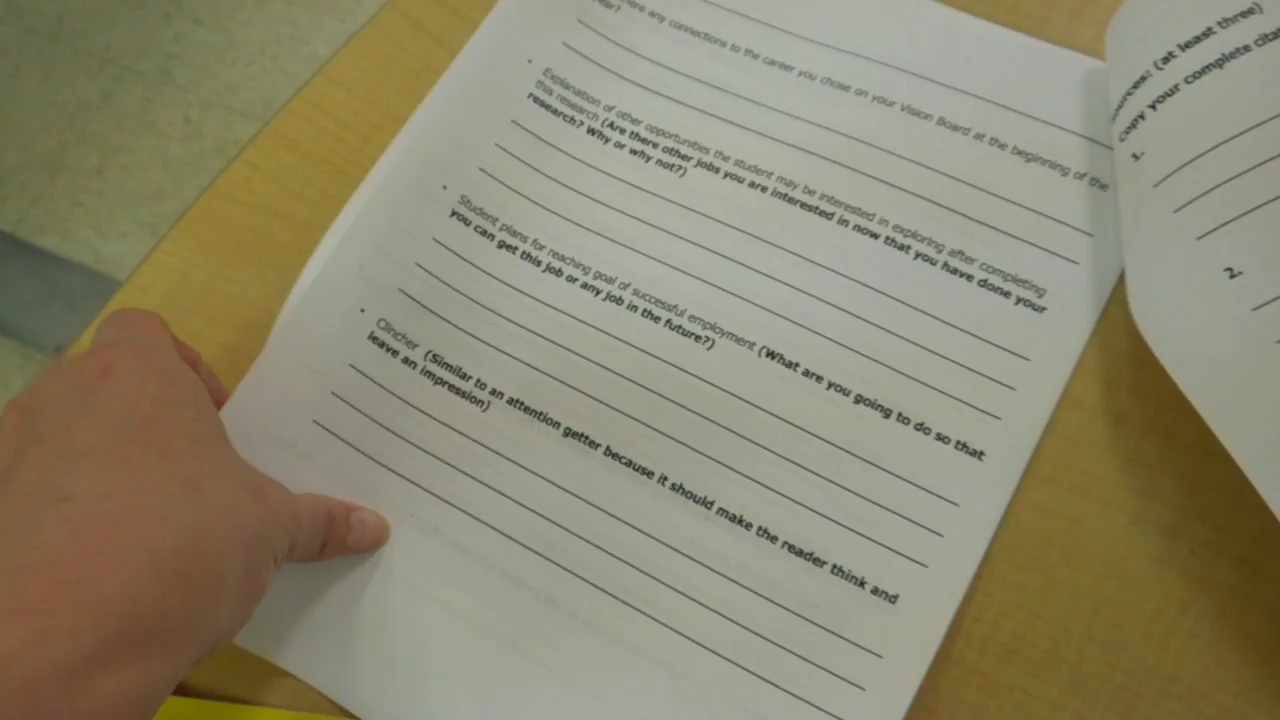 here any connections to the career you chose on your Vision Board at the beginning of the
year?
• Explanation of other opportunities the student may be interested in exploring after completing
this research (Are there other jobs you are interested in now that you have done your
research? Why or why not?)
• Student plans for reaching goal of successful employment (What are you going to do so that
you can get this job or any job in the future?)
• Clincher (Similar to an attention getter because it should make the reader think and
leave an impression)
ources: (at least three)
copy your complete cita
1.
2.